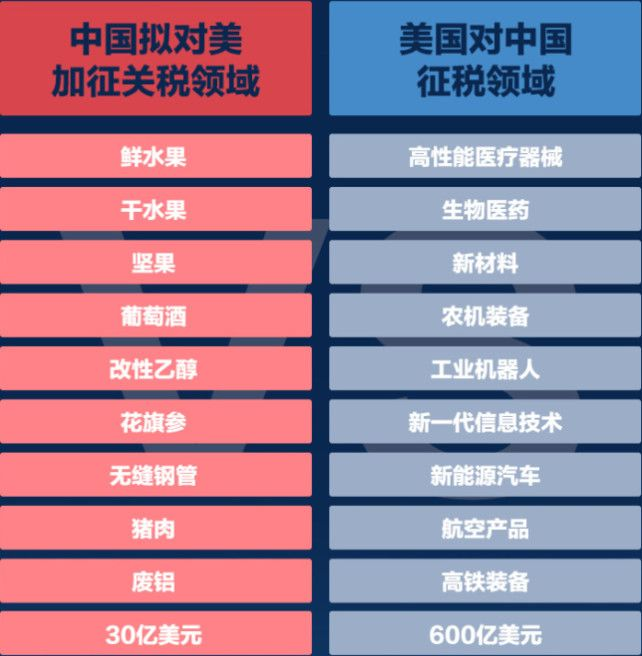 中国拟对美
加征关税领域
美国对中国
征税领域
鲜水果
高性能医疗器械
干水果
生物医药
坚果
新材料
葡萄酒
农机装备
改性乙醇
工业机器人
花旗参
新一代信息技术
无缝钢管
新能源汽车
猪肉
航空产品
废铝
高铁装备
30亿美元
600亿美元
VS